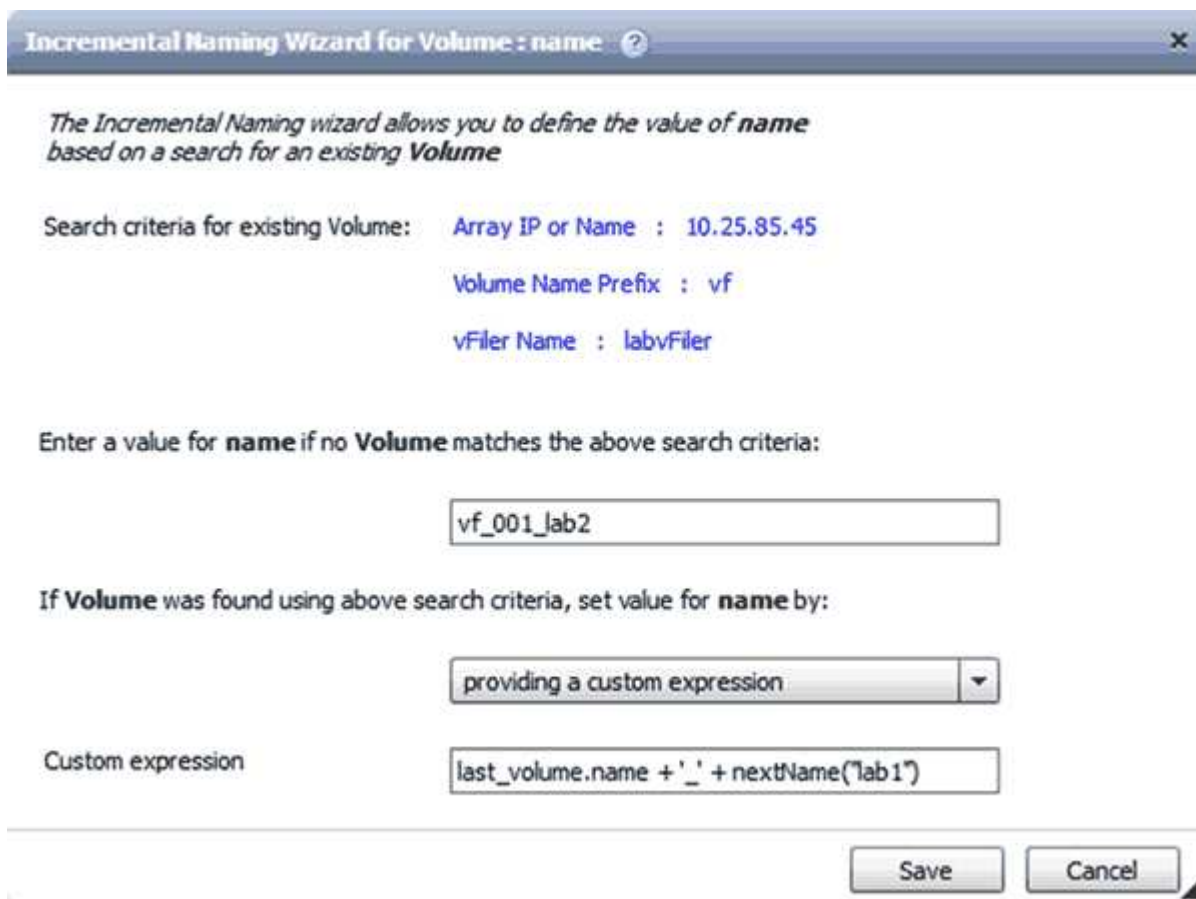 Incremental Naming Wizard for Volume : name ?
The Incremental Naming wizard allows you to define the value of name
based on a search for an existing Volume
Search criteria for existing Volume: Array IP or Name : 10.25.85.45
Volume Name Prefix : vf
vFiler Name : labvFiler
Enter a value for name if no Volume matches the above search criteria:
vf_001_lab2
If Volume was found using above search criteria, set value for name by:
providing a custom expression
Custom expression last_volume.name + '_' + nextName("lab1")
Save Cancel